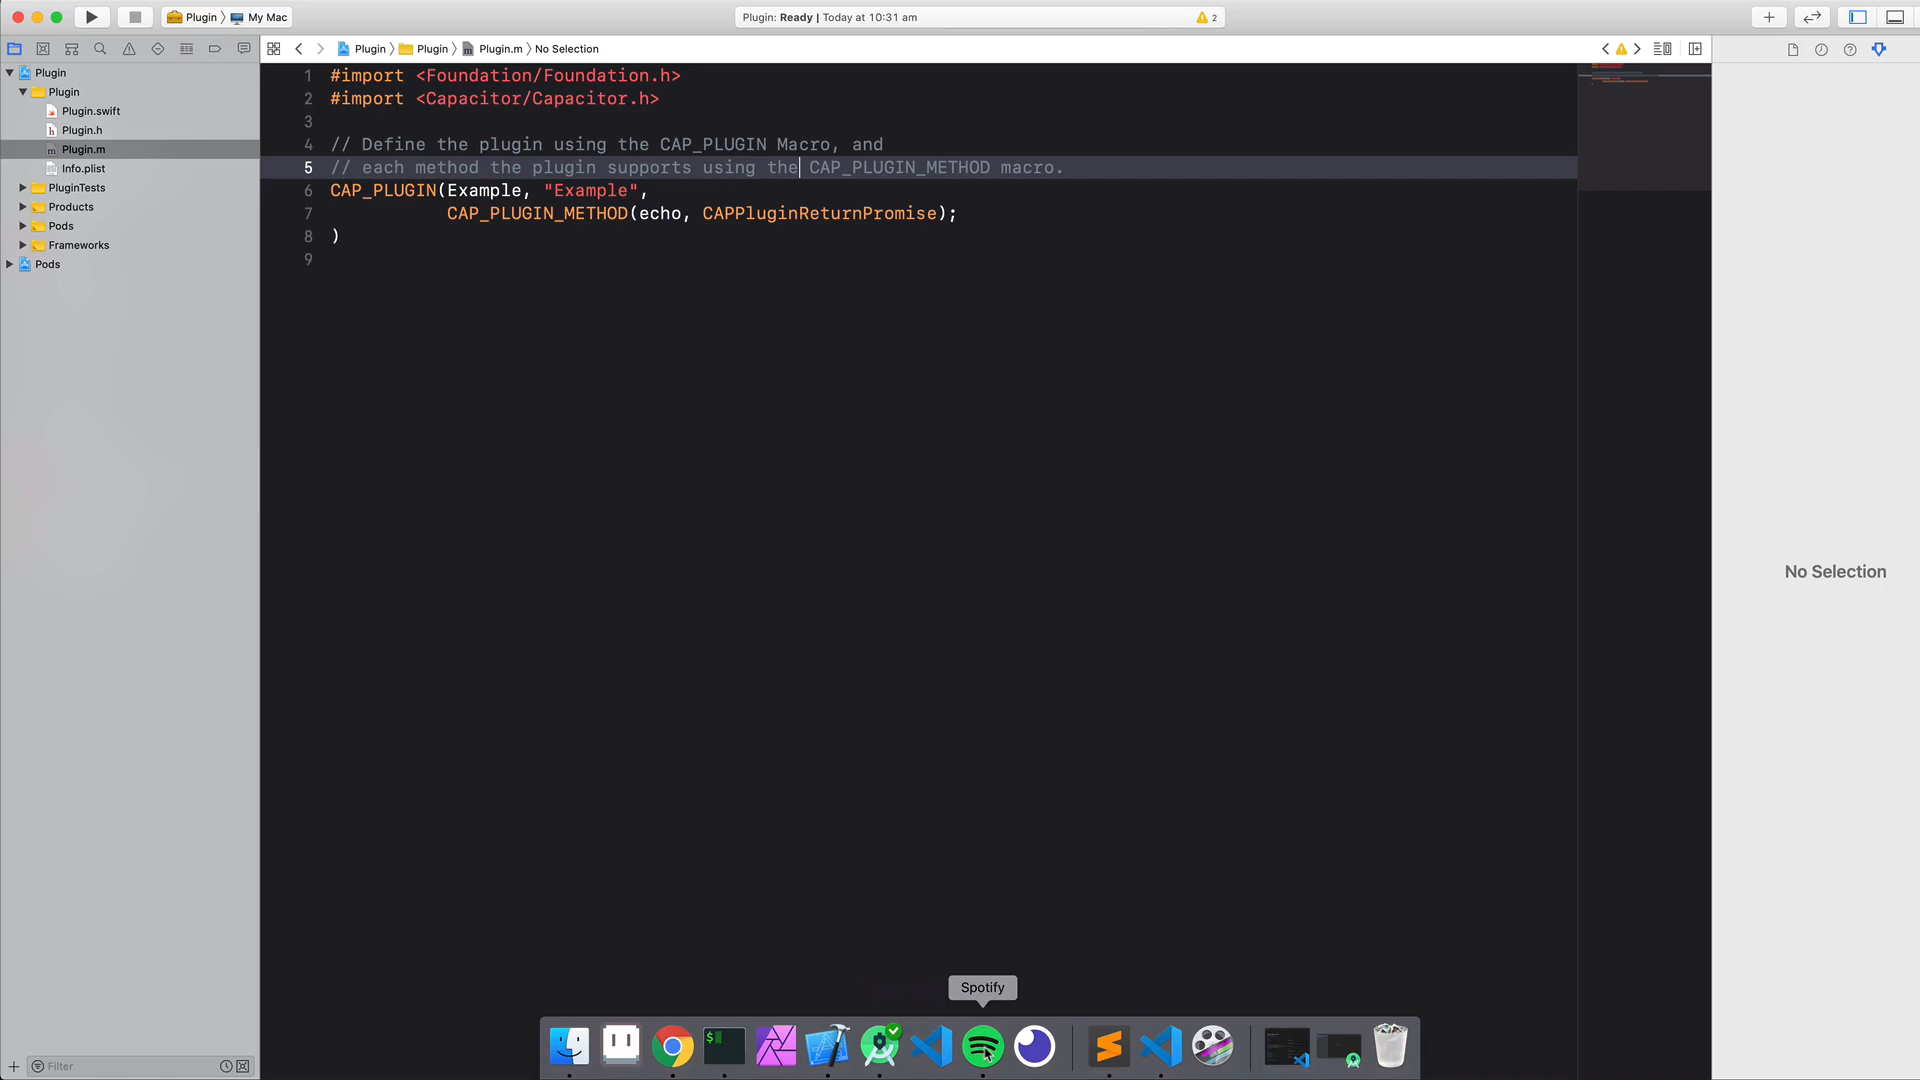 Plugin
My Mac
Plugin: Ready | Today at 10:31 am
2
Plugin
Plugin
Plugin.m
No Selection
Plugin
Plugin
Plugin.swift
Plugin.h
Plugin.m
Info.plist
PluginTests
Products
Pods
Frameworks
Pods
1 #import <Foundation/Foundation.h>
2 #import <Capacitor/Capacitor.h>
3
4 // Define the plugin using the CAP_PLUGIN Macro, and
5 // each method the plugin supports using the CAP_PLUGIN_METHOD macro.
6 CAP_PLUGIN(Example, "Example",
7 CAP_PLUGIN_METHOD(echo, CAPPluginReturnPromise);
8 )
9
No Selection
Spotify
$
Filter